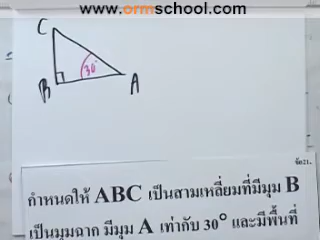 www.ormschool.com
C
30°
B
A
ข้อ21.
กำหนดให้ ABC เป็นสามเหลี่ยมที่มีมุม B
เป็นมุมฉาก มีมุม A เท่ากับ 30° และมีพื้นที่